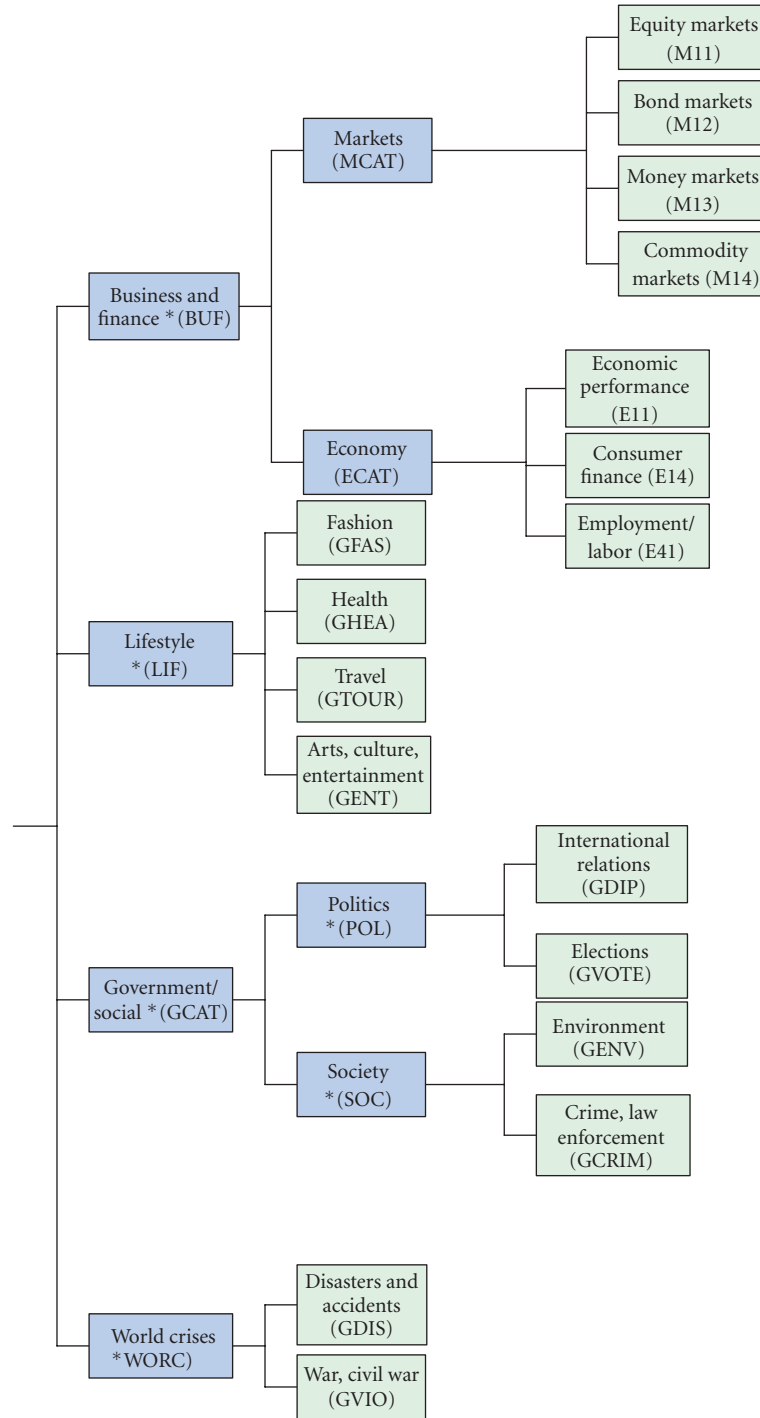 Equity markets
(M11)
Bond markets
(M12)
Markets
(MCAT)
Money markets
(M13)
Commodity
markets (M14)
Business and
finance *(BUF)
Economic
performance
(E11)
Economy
(ECAT)
Consumer
finance (E14)
Employment/
labor (E41)
Fashion
(GFAS)
Health
(GHEA)
Lifestyle
*(LIF)
Travel
(GTOUR)
Arts, culture,
entertainment
(GENT)
International
relations
(GDIP)
Politics
*(POL)
Elections
(GVOTE)
Government/
social *(GCAT)
Environment
(GENV)
Society
*(SOC)
Crime, law
enforcement
(GCRIM)
Disasters and
accidents
(GDIS)
World crises
*WORC)
War, civil war
(GVIO)